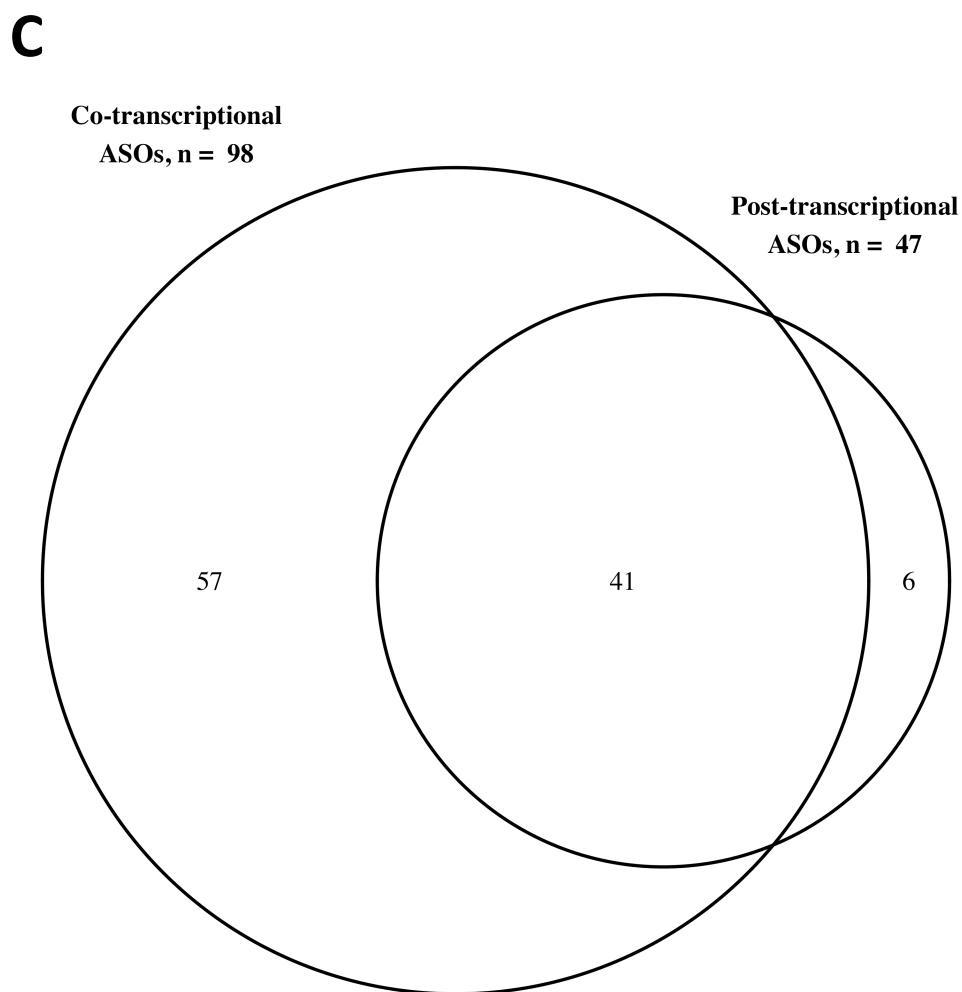 C
Co-transcriptional
ASOs, n = 98
Post-transcriptional
ASOs, n = 47
57
41
6